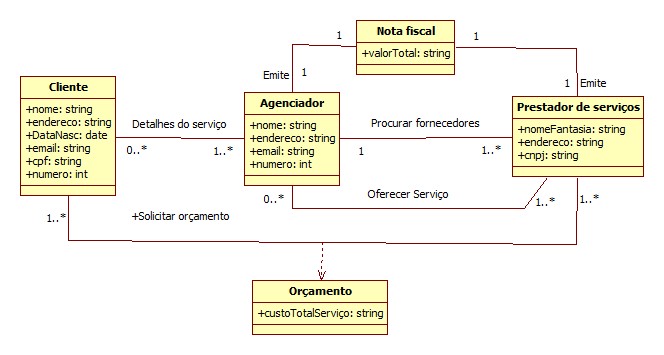 Nota fiscal
+valorTotal: string
1
1
Emite
1
1
Emite
Cliente
+nome: string
+endereco: string
+DataNasc: date
+email: string
+cpf: string
+numero: int
Detalhes do serviço
0..*
1..*
Agenciador
+nome: string
+endereco: string
+email: string
+numero: int
Procurar fornecedores
1
1..*
Prestador de serviços
+nomeFantasia: string
+endereco: string
+cnpj: string
Oferecer Serviço
0..*
1..*
1..*
1..*
+Solicitar orçamento
Orçamento
+custoTotalServiço: string